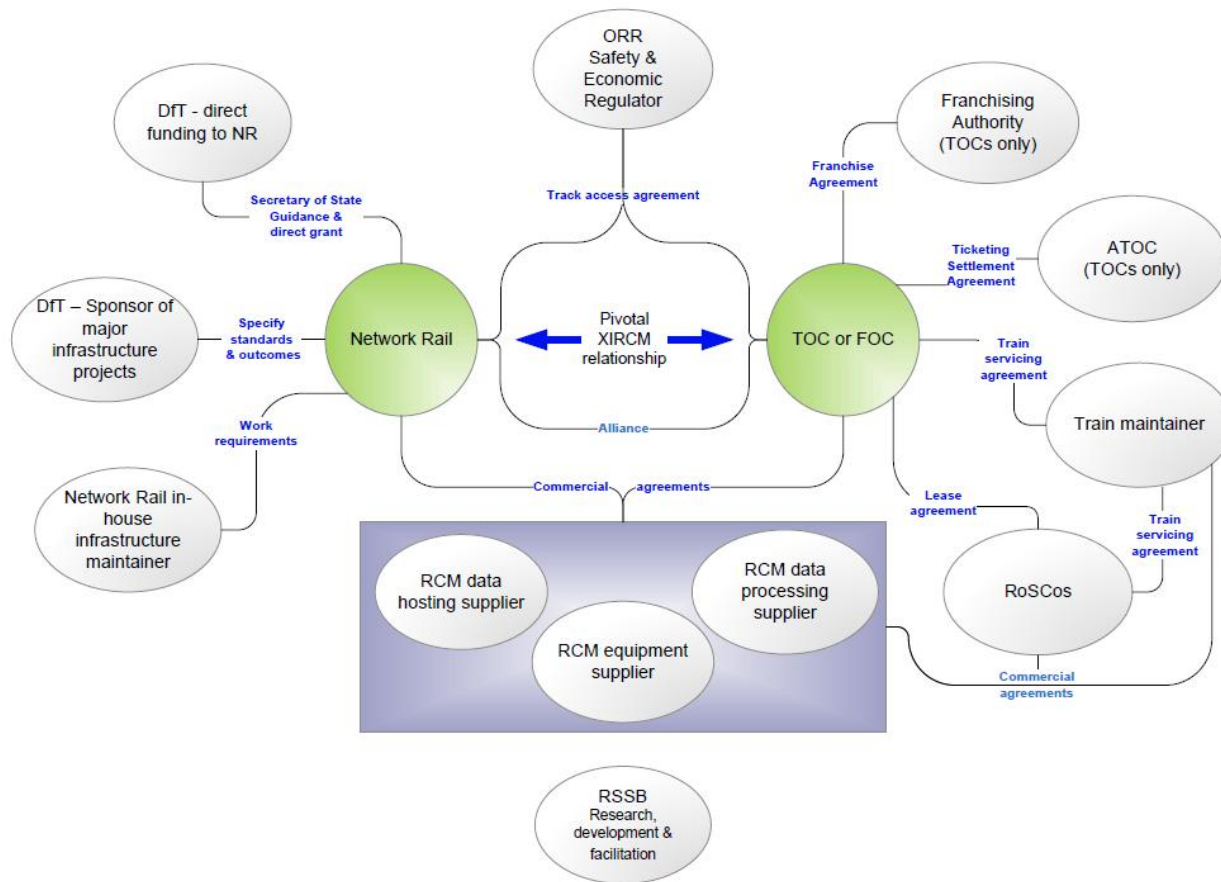 ORR
Safety &
Economic
Regulator
DfT - direct
funding to NR
Franchising
Authority
(TOCs only)
Franchise
Agreement
Secretary of State
Guidance &
direct grant
Track access agreement
Ticketing
Settlement
Agreement
ATOC
(TOCs only)
DfT – Sponsor of
major
infrastructure
projects
Specify
standards
& outcomes
Network Rail
Pivotal
XIRCM
relationship
TOC or FOC
Train
servicing
agreement
Train maintainer
Work
requirements
Alliance
Network Rail in-
house
infrastructure
maintainer
Commercial agreements
Lease
agreement
Train
servicing
agreement
RCM data
hosting supplier
RCM data
processing
supplier
RCM equipment
supplier
RoSCos
Commercial
agreements
RSSB
Research,
development &
facilitation